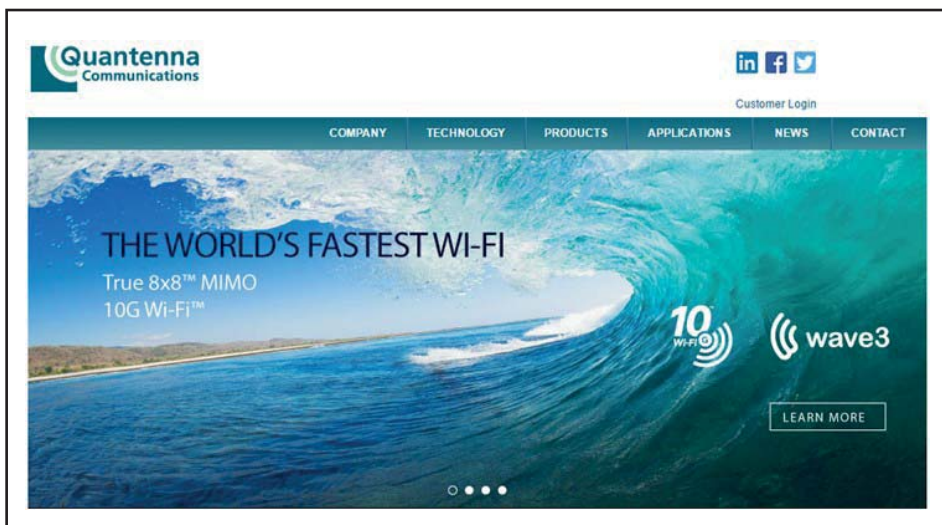 Quantenna
Communications
in f
Customer Login
COMPANY TECHNOLOGY PRODUCTS APPLICATIONS NEWS CONTACT
THE WORLD'S FASTEST WI-FI
True 8x8™ MIMO
10G Wi-Fi™
10
WI-FI G
wave3
LEARN MORE